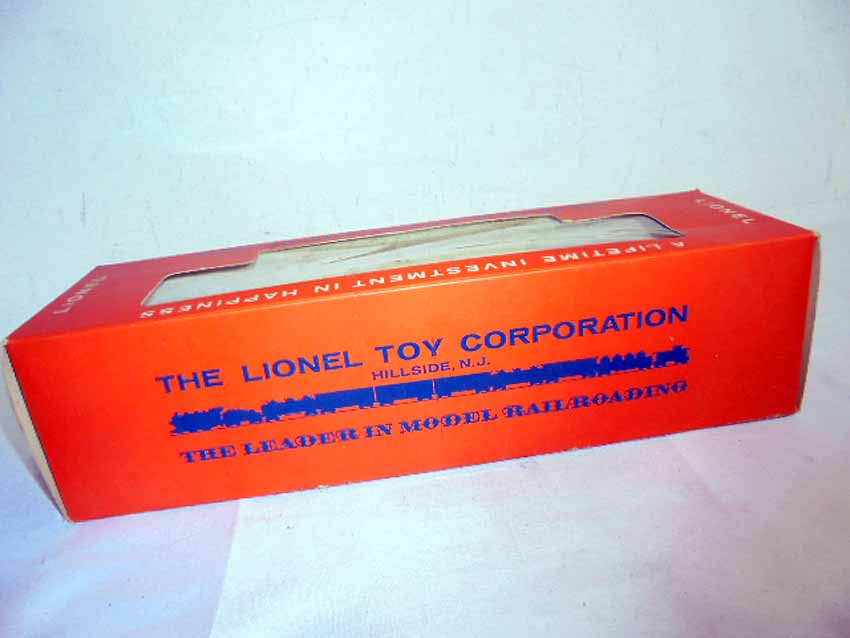 LIONEL
LIONEL
A LIFETIME INVESTMENT IN HAPPINESS
THE LIONEL TOY CORPORATION
HILLSIDE, N.J.
THE LEADER IN MODEL RAILROADING